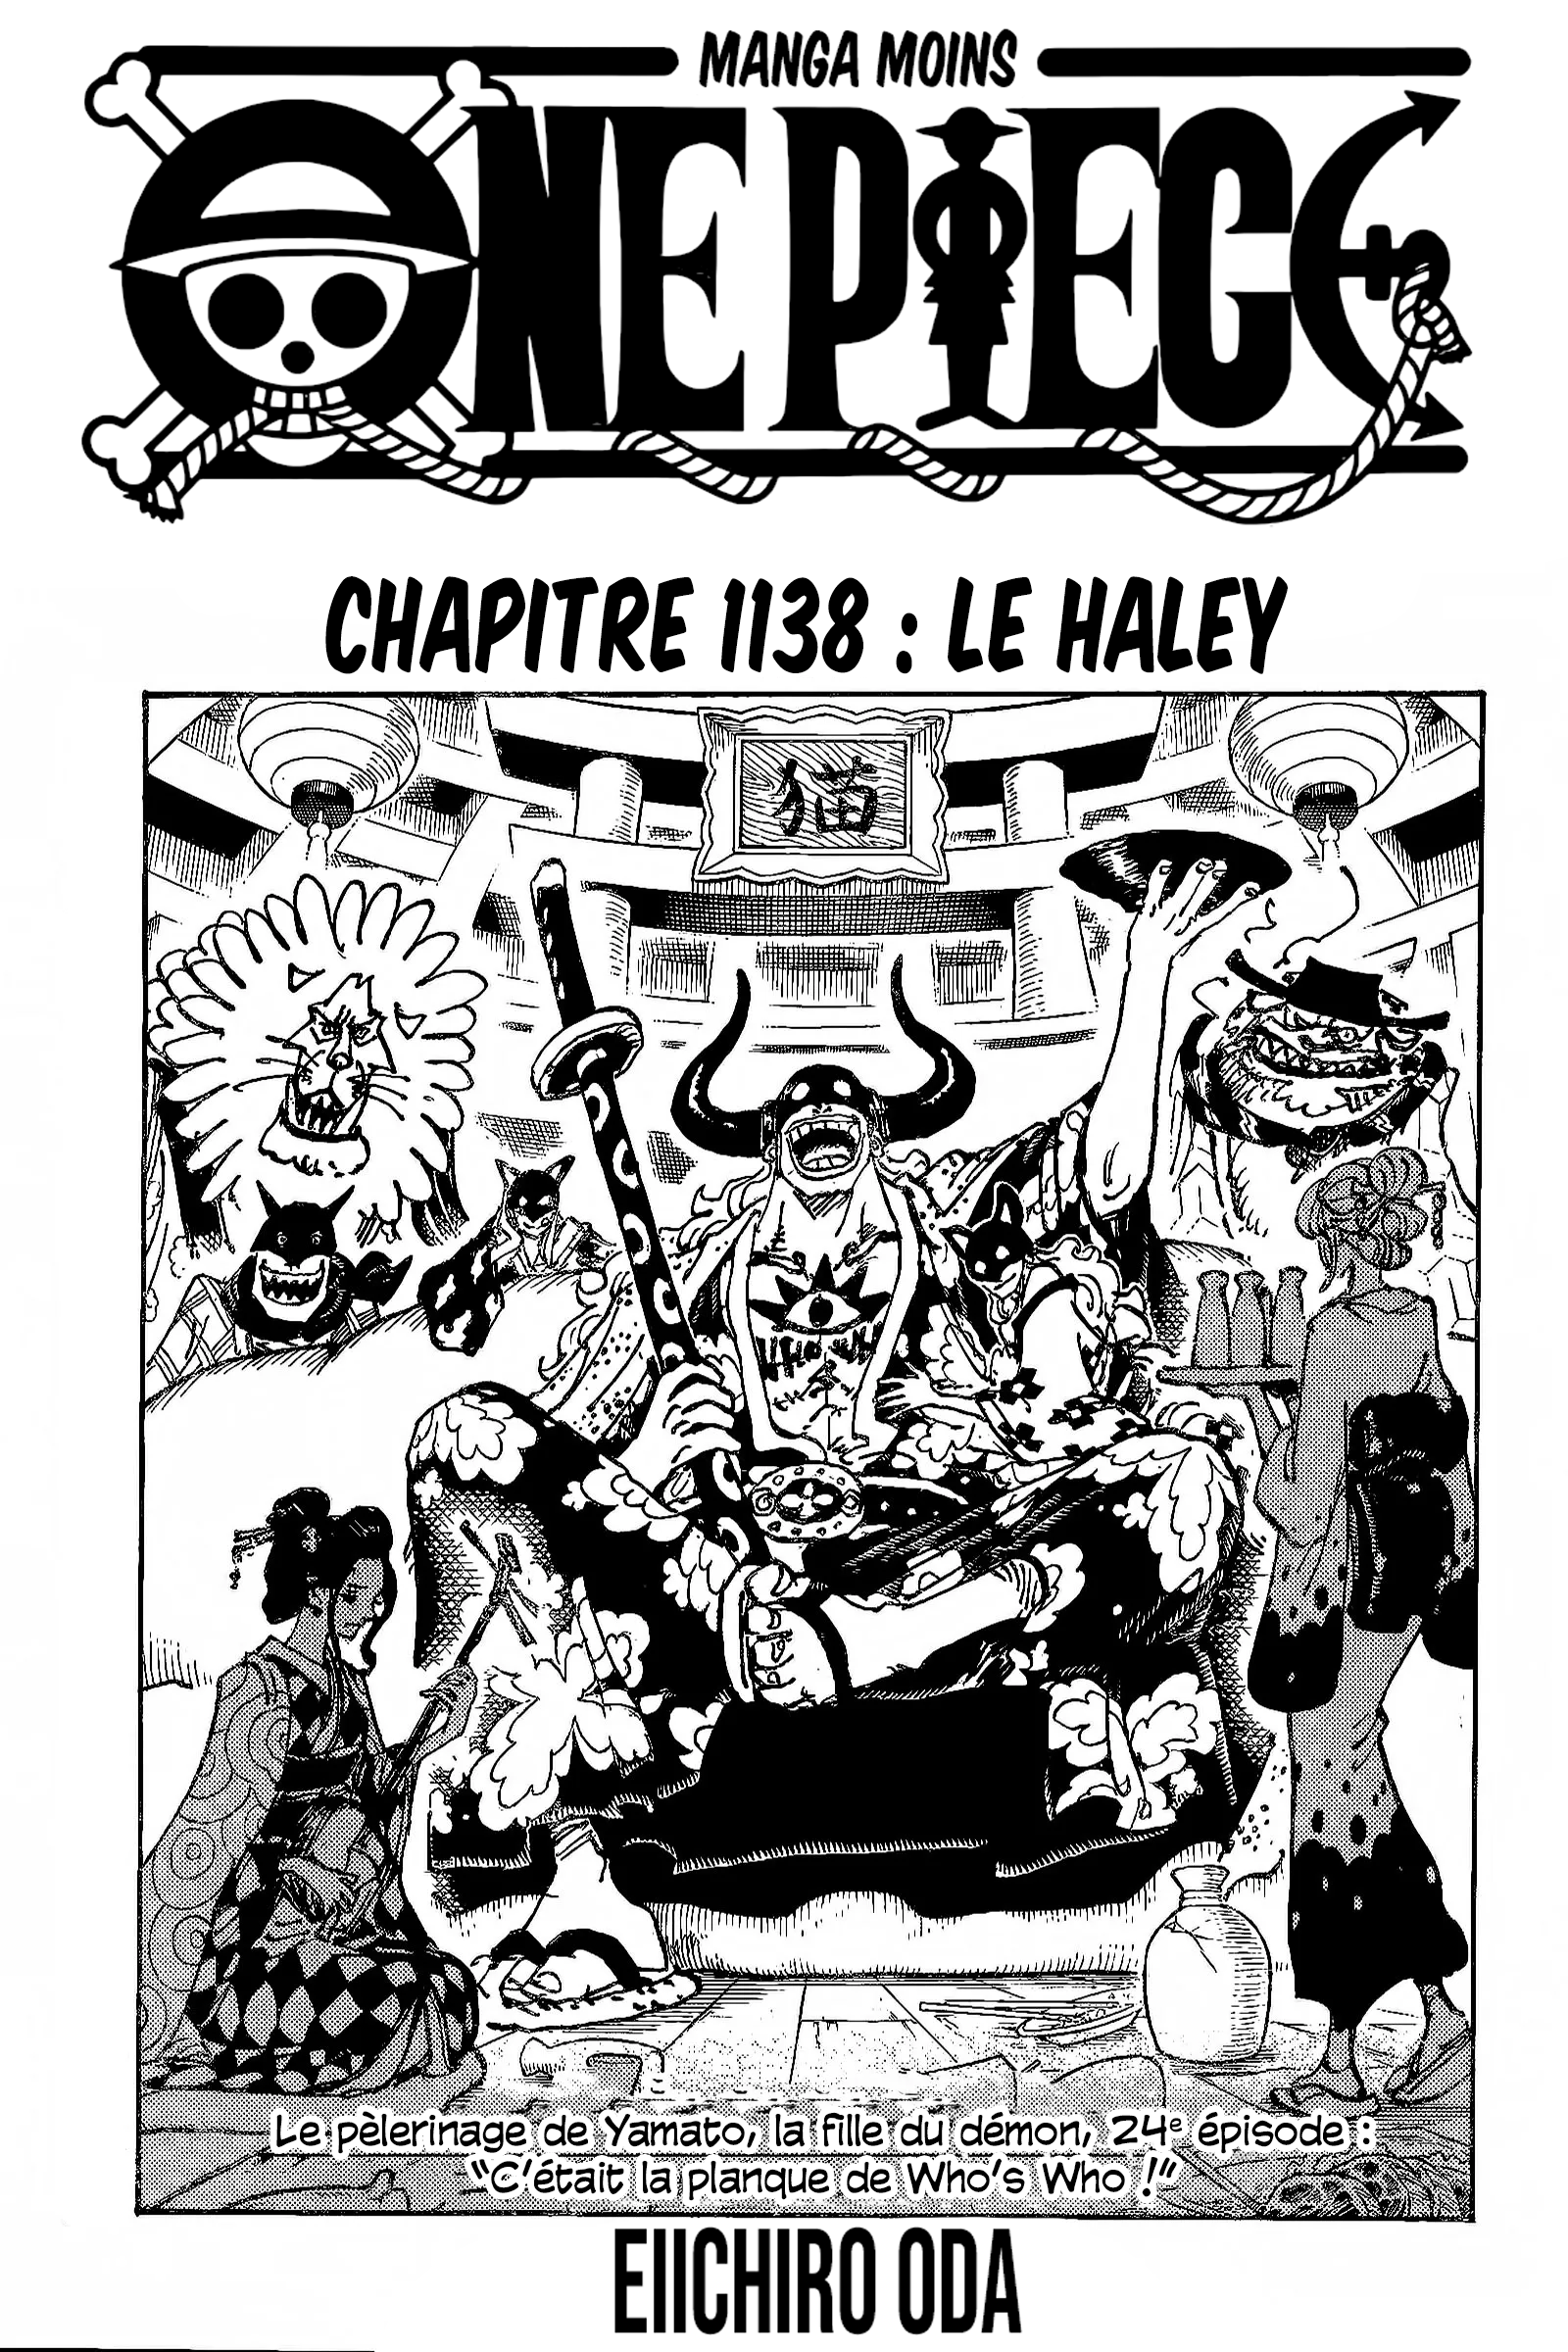 MANGA MOINS
ONE PIECE
CHAPITRE 1138 : LE HALEY
猫
Le pèlerinage de Yamato, la fille du démon, 24e épisode :
"C'était la planque de Who's Who !"
EIICHIRO ODA